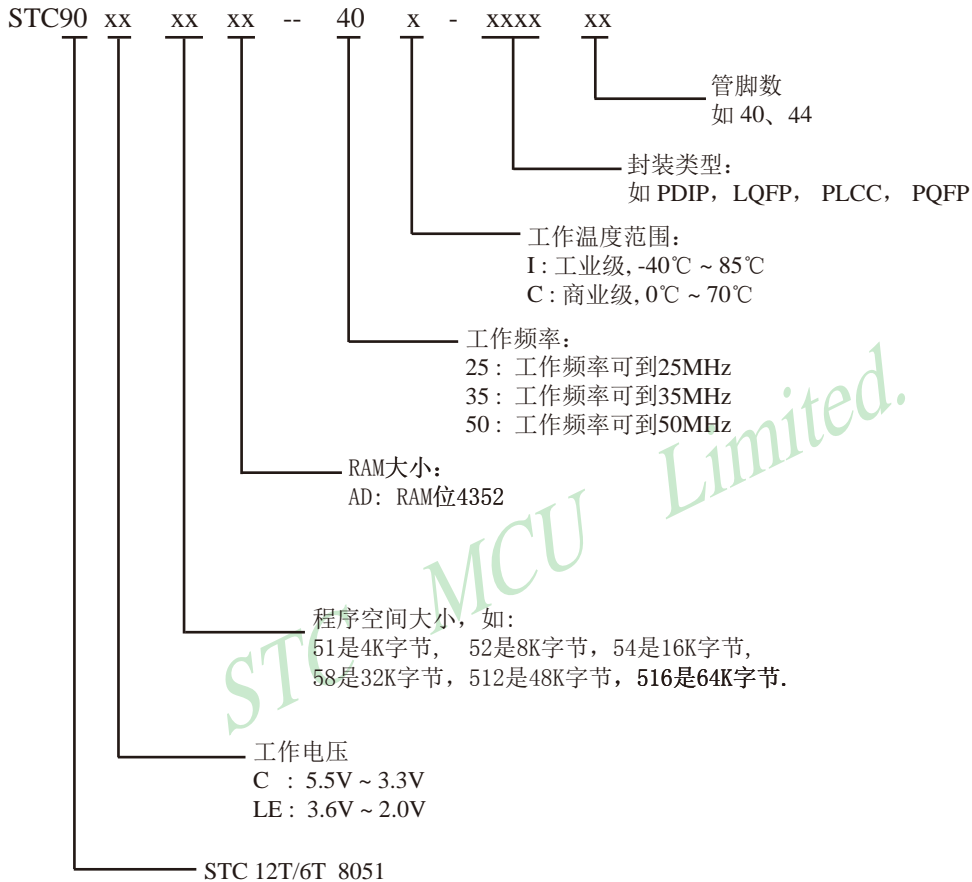 STC90 xx xx xx -- 40 x - xxxx xx
管脚数
如 40、44
封装类型：
如 PDIP，LQFP， PLCC， PQFP
工作温度范围：
I : 工业级, -40℃ ~ 85℃
C : 商业级, 0℃ ~ 70℃
工作频率：
25 : 工作频率可到25MHz
35 : 工作频率可到35MHz
50 : 工作频率可到50MHz
RAM大小：
AD: RAM位4352
程序空间大小，如:
51是4K字节, 52是8K字节，54是16K字节,
58是32K字节，512是48K字节，516是64K字节.
工作电压
C : 5.5V ~ 3.3V
LE : 3.6V ~ 2.0V
STC 12T/6T 8051
STC MCU Limited.